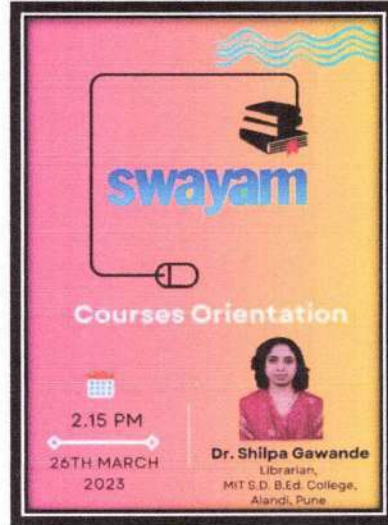 swayam
Courses Orientation
2.15 PM
26TH MARCH
2023
Dr. Shilpa Gawande
Librarian,
MIT S.D. B.Ed. College,
Alandi, Pune